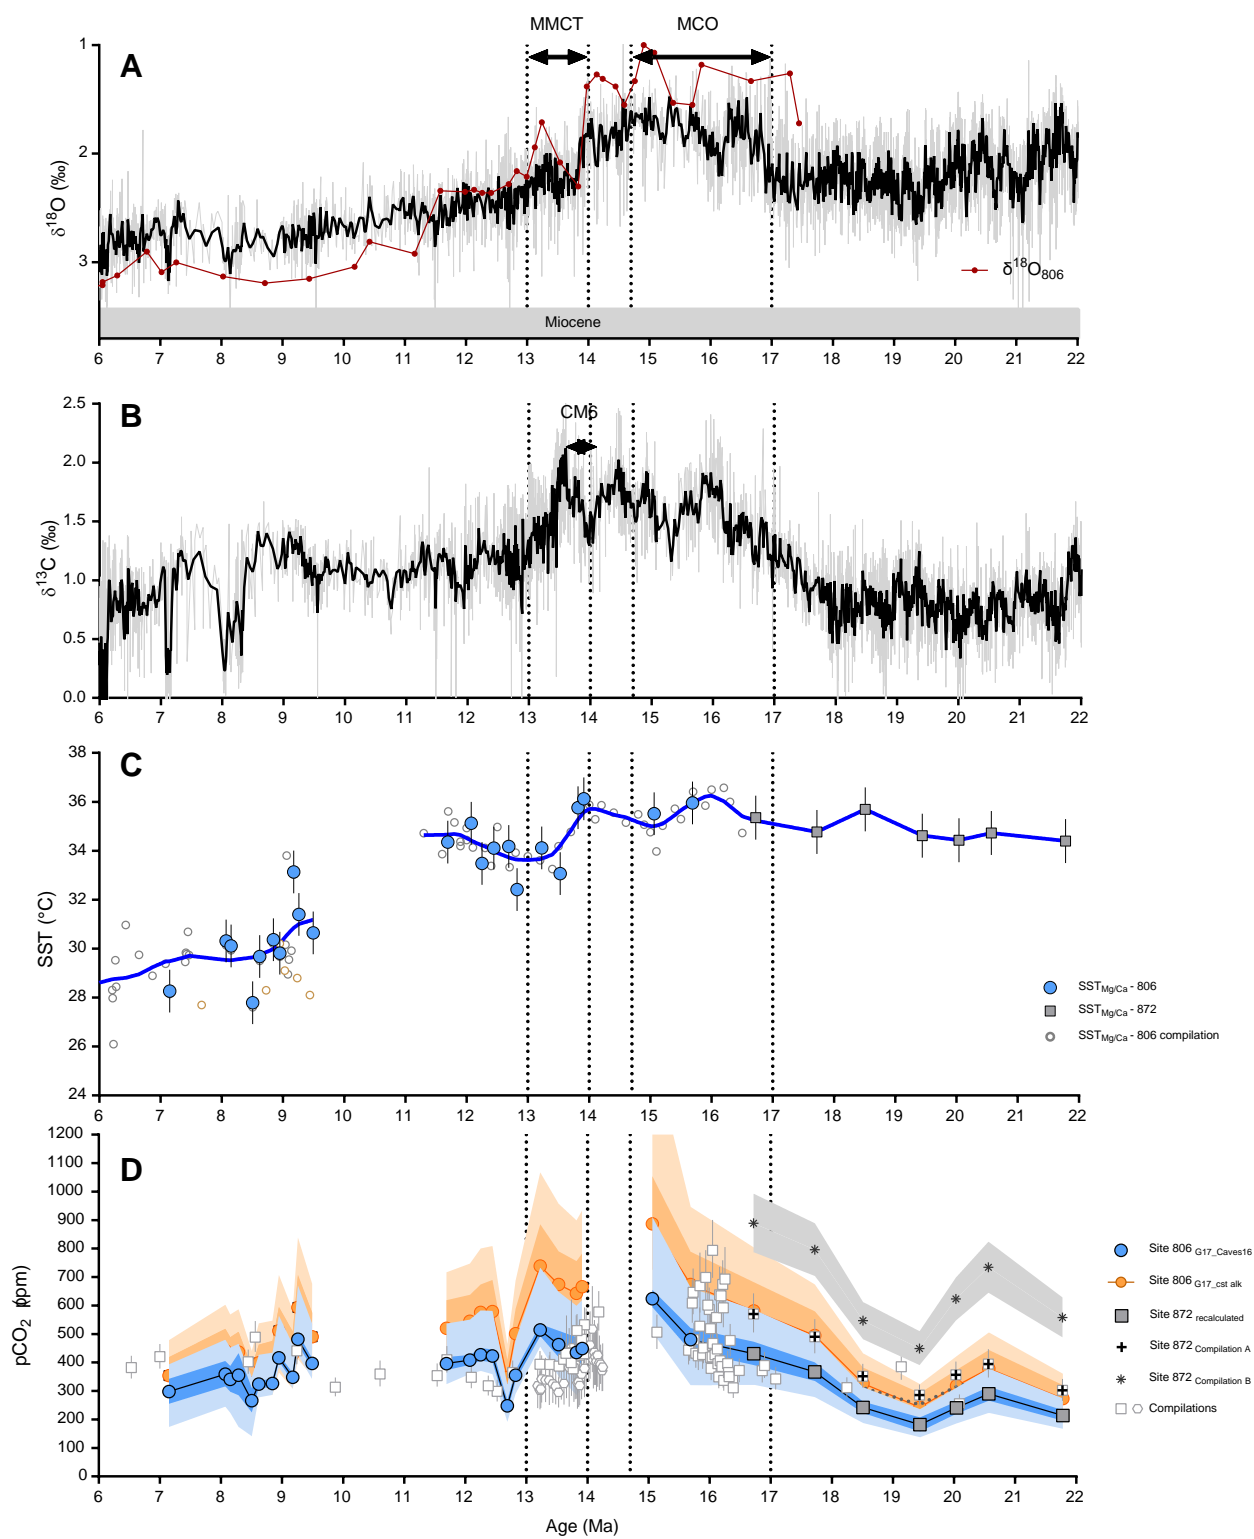 MMCT
MCO
A
1
2
3
δ18O (‰)
δ18O806
Miocene
6 7 8 9 10 11 12 13 14 15 16 17 18 19 20 21 22
B
CM6
2.5
2.0
1.5
1.0
0.5
0.0
δ13C (‰)
6 7 8 9 10 11 12 13 14 15 16 17 18 19 20 21 22
C
38
36
34
32
30
28
26
24
SST (°C)
SSTMg/Ca - 806
SSTMg/Ca - 872
SSTMg/Ca - 806 compilation
6 7 8 9 10 11 12 13 14 15 16 17 18 19 20 21 22
D
1200
1100
1000
900
800
700
600
500
400
300
200
100
0
pCO2 (ppm)
Site 806 G17_Caves16
Site 806 G17_cst alk
Site 872 recalculated
Site 872 Compilation A
Site 872 Compilation B
Compilations
6 7 8 9 10 11 12 13 14 15 16 17 18 19 20 21 22
Age (Ma)